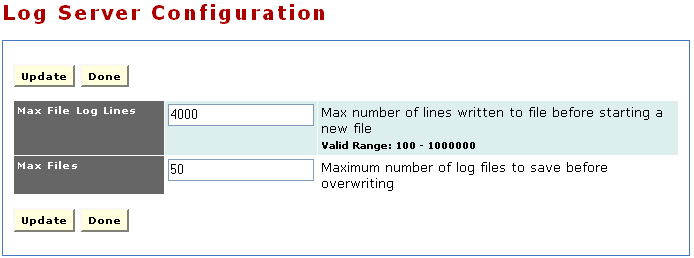 Log Server Configuration
Update Done
Max File Log Lines 4000 Max number of lines written to file before starting a
new file
Valid Range: 100 - 1000000
Max Files 50 Maximum number of log files to save before
overwriting
Update Done